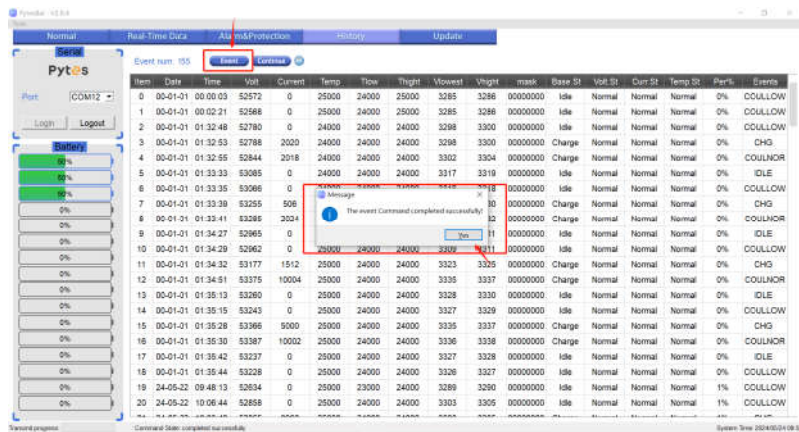 Normal Real-Time Data Alarm&Protection History Update
Serial
Pytes
Port COM12
Login Logout
Battery
60%
60%
60%
0%
0%
0%
0%
0%
0%
0%
0%
0%
0%
0%
0%
0%
Event num: 155 Event Continue
Item Date Time Volt Current Temp Tlow Thight Vlowest Vhight mask Base St Volt.St Curr.St Temp.St Per% Events
0 00-01-01 00:00:03 52572 0 25000 24000 25000 3285 3286 00000000 Idle Normal Normal Normal 0% COULLOW
1 00-01-01 00:02:21 52568 0 25000 24000 25000 3285 3286 00000000 Idle Normal Normal Normal 0% COULLOW
2 00-01-01 01:32:48 52780 0 24000 24000 24000 3298 3300 00000000 Idle Normal Normal Normal 0% COULLOW
3 00-01-01 01:32:53 52788 2020 24000 24000 24000 3298 3300 00000000 Charge Normal Normal Normal 0% CHG
4 00-01-01 01:32:55 52844 2018 24000 24000 24000 3302 3304 00000000 Charge Normal Normal Normal 0% COULNOR
5 00-01-01 01:33:33 53085 0 24000 24000 24000 3317 3319 00000000 Idle Normal Normal Normal 0% IDLE
6 00-01-01 01:33:35 53066 0 00000000 Idle Normal Normal Normal 0% COULLOW
7 00-01-01 01:33:39 53255 506 00000000 Charge Normal Normal Normal 0% CHG
8 00-01-01 01:33:41 53285 2034 00000000 Charge Normal Normal Normal 0% COULNOR
9 00-01-01 01:34:27 52965 0 00000000 Idle Normal Normal Normal 0% IDLE
10 00-01-01 01:34:29 52962 0 25000 24000 24000 3309 3311 00000000 Idle Normal Normal Normal 0% COULLOW
11 00-01-01 01:34:32 53177 1512 25000 24000 24000 3323 3325 00000000 Charge Normal Normal Normal 0% CHG
12 00-01-01 01:34:51 53375 10004 25000 24000 24000 3335 3337 00000000 Charge Normal Normal Normal 0% COULNOR
13 00-01-01 01:35:13 53260 0 25000 24000 24000 3328 3330 00000000 Idle Normal Normal Normal 0% IDLE
14 00-01-01 01:35:15 53243 0 25000 24000 24000 3327 3329 00000000 Idle Normal Normal Normal 0% COULLOW
15 00-01-01 01:35:28 53366 5000 25000 24000 24000 3335 3337 00000000 Charge Normal Normal Normal 0% CHG
16 00-01-01 01:35:30 53387 10002 25000 24000 24000 3336 3338 00000000 Charge Normal Normal Normal 0% COULNOR
17 00-01-01 01:35:42 53237 0 25000 24000 24000 3327 3328 00000000 Idle Normal Normal Normal 0% IDLE
18 00-01-01 01:35:44 53228 0 25000 24000 24000 3326 3327 00000000 Idle Normal Normal Normal 0% COULLOW
19 24-05-22 09:48:13 52634 0 25000 23000 24000 3289 3290 00000000 Idle Normal Normal Normal 1% COULLOW
20 24-05-22 10:06:44 52858 0 25000 24000 24000 3303 3305 00000000 Idle Normal Normal Normal 1% COULLOW
Message
The event Command completed successfully!
Yes
Transmit progress Command State: completed successfully System Time: 2024/05/24